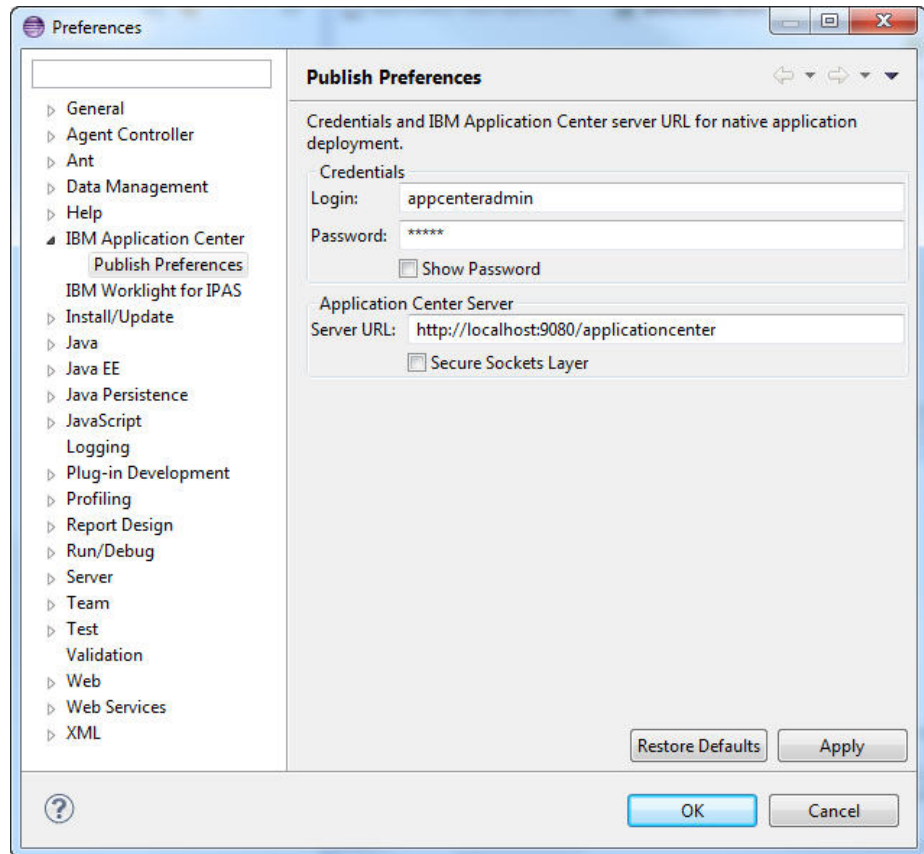 Preferences
Publish Preferences
General
Agent Controller
Ant
Data Management
Help
IBM Application Center
Publish Preferences
IBM Worklight for IPAS
Install/Update
Java
Java EE
Java Persistence
JavaScript
Logging
Plug-in Development
Profiling
Report Design
Run/Debug
Server
Team
Test
Validation
Web
Web Services
XML
Credentials and IBM Application Center server URL for native application
deployment.
Credentials
Login: appcenteradmin
Password: *****
Show Password
Application Center Server
Server URL: http://localhost:9080/applicationcenter
Secure Sockets Layer
Restore Defaults Apply
? OK Cancel